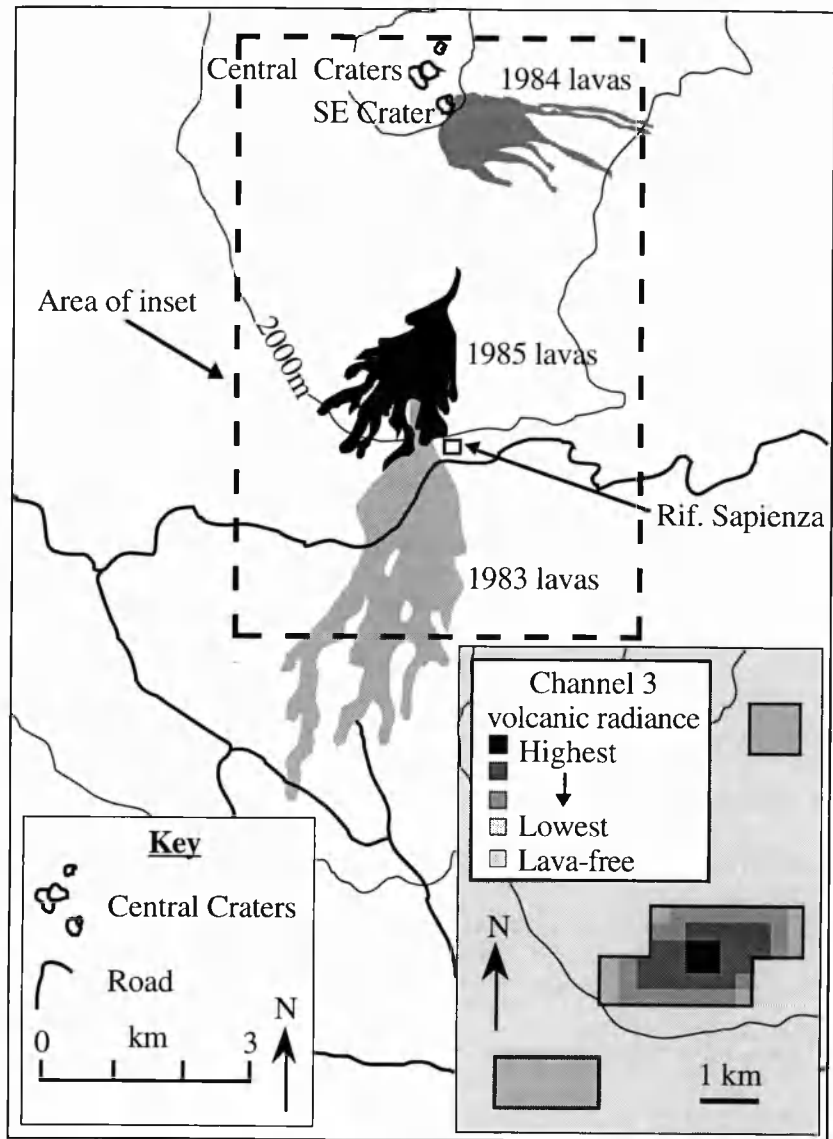 Central Craters
1984 lavas
SE Crater
Area of inset
2000m
1985 lavas
Rif. Sapienza
1983 lavas
Channel 3
volcanic radiance
Highest
Lowest
Lava-free
N
1 km
Key
Central Craters
Road
N
0 km 3